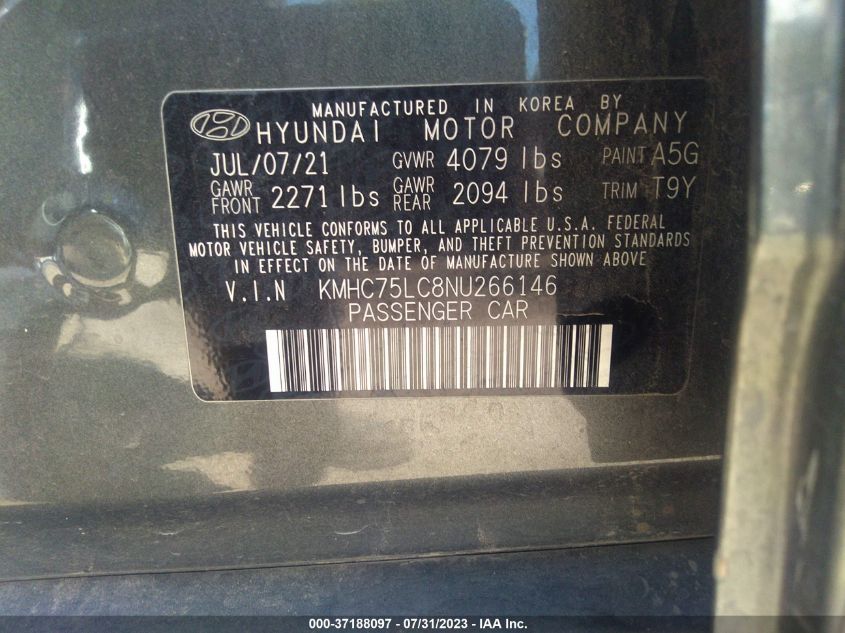 MANUFACTURED IN KOREA BY
HYUNDAI MOTOR COMPANY
JUL/07/21 GVWR 4079 lbs PAINT A5G
GAWR FRONT 2271 lbs GAWR REAR 2094 lbs TRIM T9Y
THIS VEHICLE CONFORMS TO ALL APPLICABLE U.S.A. FEDERAL
MOTOR VEHICLE SAFETY, BUMPER, AND THEFT PREVENTION STANDARDS
IN EFFECT ON THE DATE OF MANUFACTURE SHOWN ABOVE
V.I.N KMHC75LC8NU266146
PASSENGER CAR
000-37188097 - 07/31/2023 - IAA Inc.